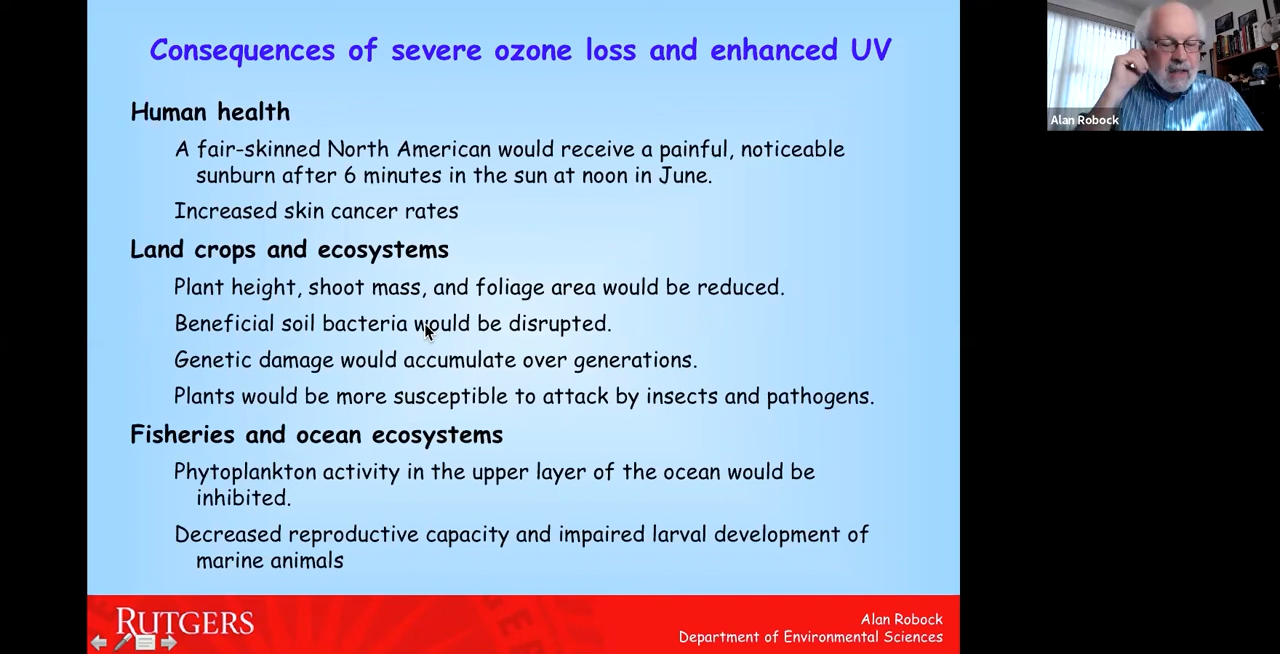 Consequences of severe ozone loss and enhanced UV
Human health
A fair-skinned North American would receive a painful, noticeable
sunburn after 6 minutes in the sun at noon in June.
Increased skin cancer rates
Land crops and ecosystems
Plant height, shoot mass, and foliage area would be reduced.
Beneficial soil bacteria would be disrupted.
Genetic damage would accumulate over generations.
Plants would be more susceptible to attack by insects and pathogens.
Fisheries and ocean ecosystems
Phytoplankton activity in the upper layer of the ocean would be
inhibited.
Decreased reproductive capacity and impaired larval development of
marine animals
RUTGERS
Alan Robock
Department of Environmental Sciences
Alan Robock